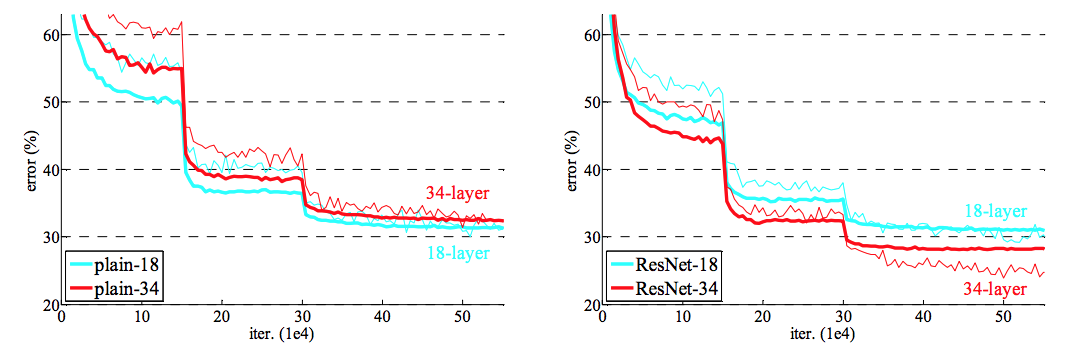 60
50
40
30
20
error (%)
0
10
20
30
40
50
iter. (1e4)
34-layer
18-layer
plain-18
plain-34
60
50
40
30
20
error (%)
0
10
20
30
40
50
iter. (1e4)
18-layer
34-layer
ResNet-18
ResNet-34